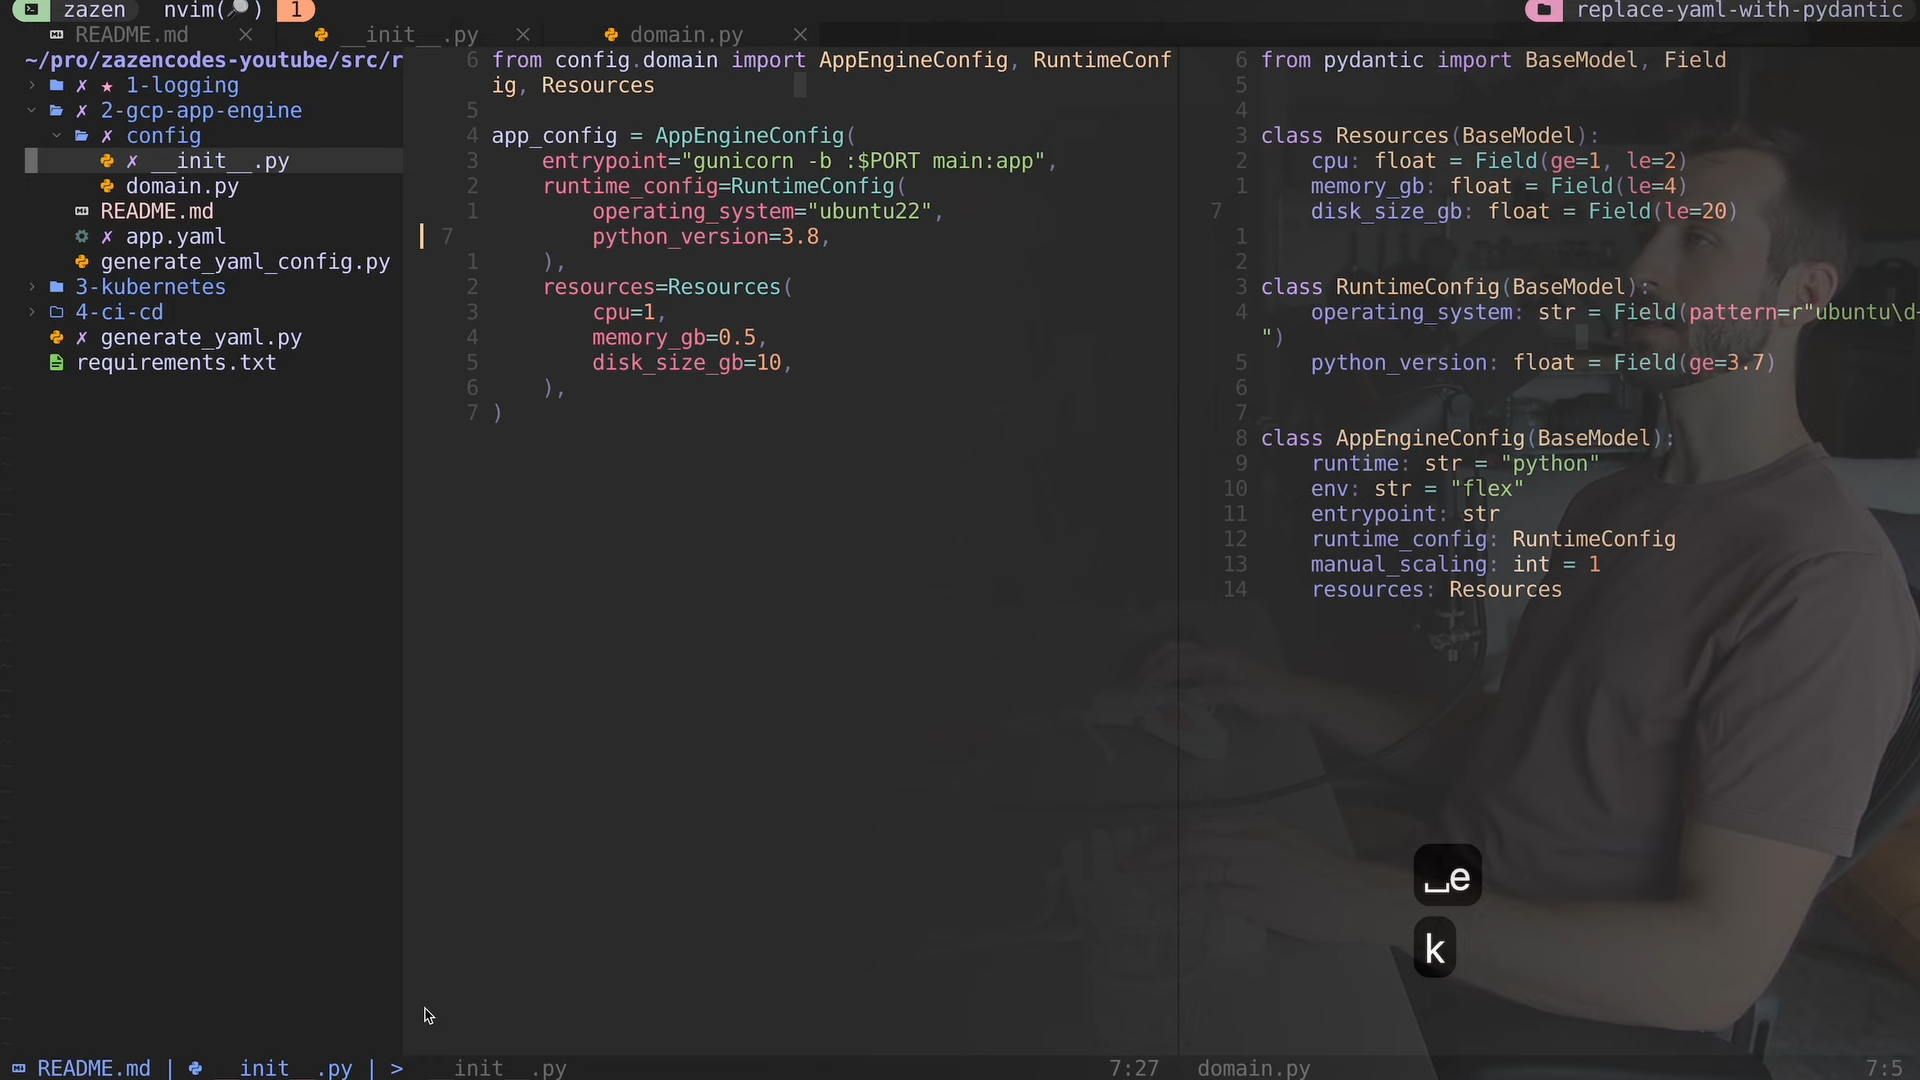 zazen nvim( ) 1 replace-yaml-with-pydantic
README.md × __init__.py × domain.py ×
~/pro/zazencodes-youtube/src/r
1-logging
2-gcp-app-engine
config
__init__.py
domain.py
README.md
app.yaml
generate_yaml_config.py
3-kubernetes
4-ci-cd
generate_yaml.py
requirements.txt
6 from config.domain import AppEngineConfig, RuntimeConf
ig, Resources
5
4 app_config = AppEngineConfig(
3 entrypoint="gunicorn -b :$PORT main:app",
2 runtime_config=RuntimeConfig(
1 operating_system="ubuntu22",
7 python_version=3.8,
1 ),
2 resources=Resources(
3 cpu=1,
4 memory_gb=0.5,
5 disk_size_gb=10,
6 ),
7 )
6 from pydantic import BaseModel, Field
5
4
3 class Resources(BaseModel):
2 cpu: float = Field(ge=1, le=2)
1 memory_gb: float = Field(le=4)
7 disk_size_gb: float = Field(le=20)
1
2
3 class RuntimeConfig(BaseModel):
4 operating_system: str = Field(pattern=r"ubuntu\d+
")
5 python_version: float = Field(ge=3.7)
6
7
8 class AppEngineConfig(BaseModel):
9 runtime: str = "python"
10 env: str = "flex"
11 entrypoint: str
12 runtime_config: RuntimeConfig
13 manual_scaling: int = 1
14 resources: Resources
␣e
k
README.md | __init__.py | > __init__.py 7:27 domain.py 7:5